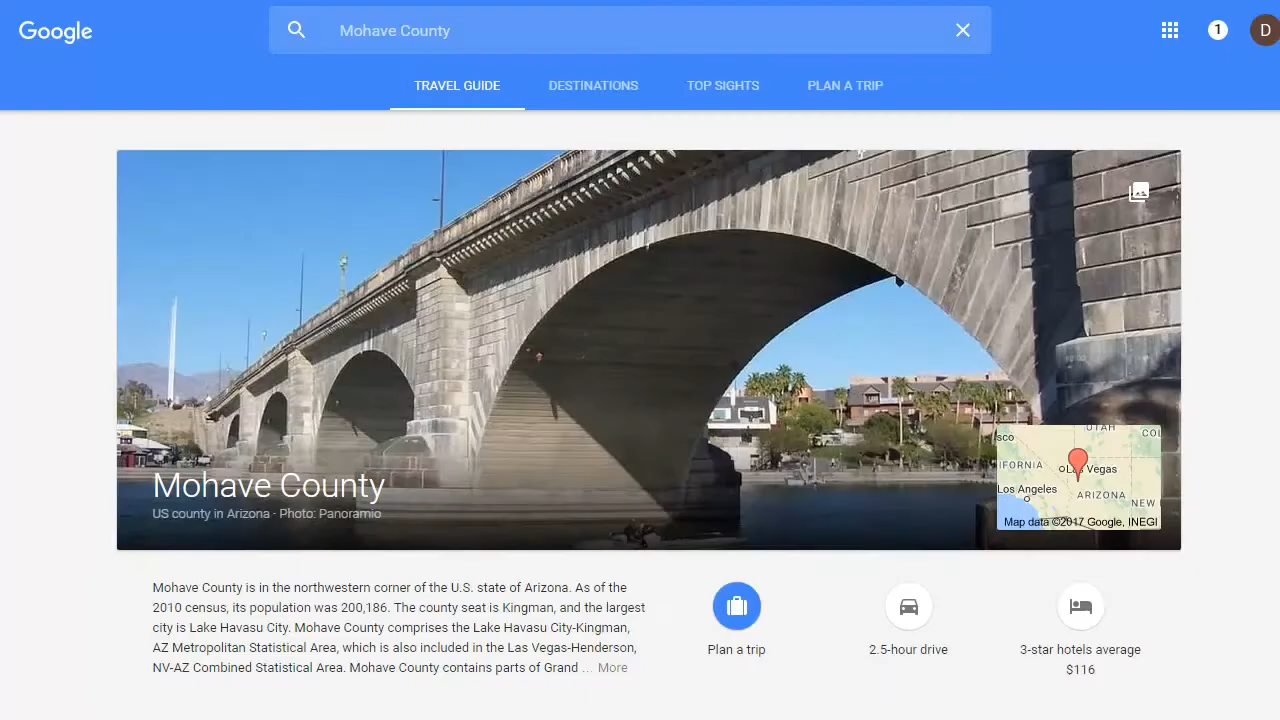 Google
Mohave County
1
D
TRAVEL GUIDE
DESTINATIONS
TOP SIGHTS
PLAN A TRIP
UTAH
COL
sco
IFORNIA
Las Vegas
Los Angeles
ARIZONA
NEW
Map data ©2017 Google, INEGI
Mohave County
US county in Arizona · Photo: Panoramio
Mohave County is in the northwestern corner of the U.S. state of Arizona. As of the
2010 census, its population was 200,186. The county seat is Kingman, and the largest
city is Lake Havasu City. Mohave County comprises the Lake Havasu City-Kingman,
AZ Metropolitan Statistical Area, which is also included in the Las Vegas-Henderson,
NV-AZ Combined Statistical Area. Mohave County contains parts of Grand ... More
Plan a trip
2.5-hour drive
3-star hotels average
$116